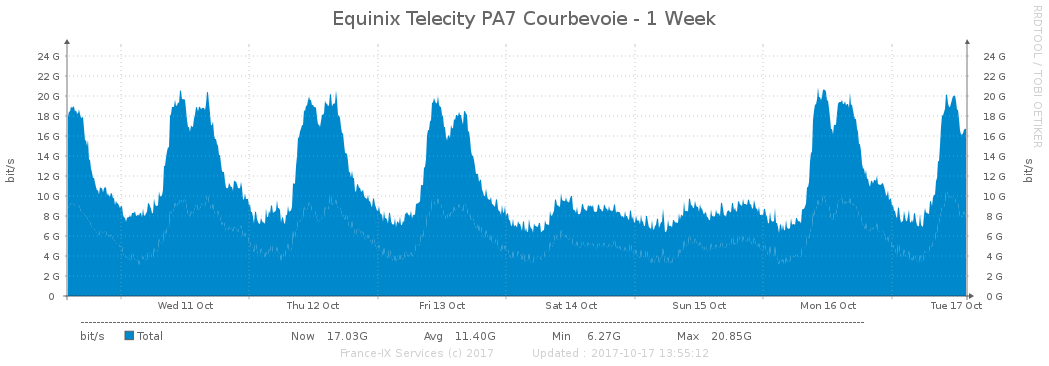 Equinix Telecity PA7 Courbevoie - 1 Week
RRDTOOL / TOBI OETIKER
bit/s
24 G 24 G
22 G 22 G
20 G 20 G
18 G 18 G
16 G 16 G
14 G 14 G
12 G 12 G
10 G 10 G
8 G 8 G
6 G 6 G
4 G 4 G
2 G 2 G
0 0 G
bit/s
Wed 11 Oct Thu 12 Oct Fri 13 Oct Sat 14 Oct Sun 15 Oct Mon 16 Oct Tue 17 Oct
bit/s Total Now 17.03G Avg 11.40G Min 6.27G Max 20.85G
France-IX Services (c) 2017 Updated : 2017-10-17 13:55:12